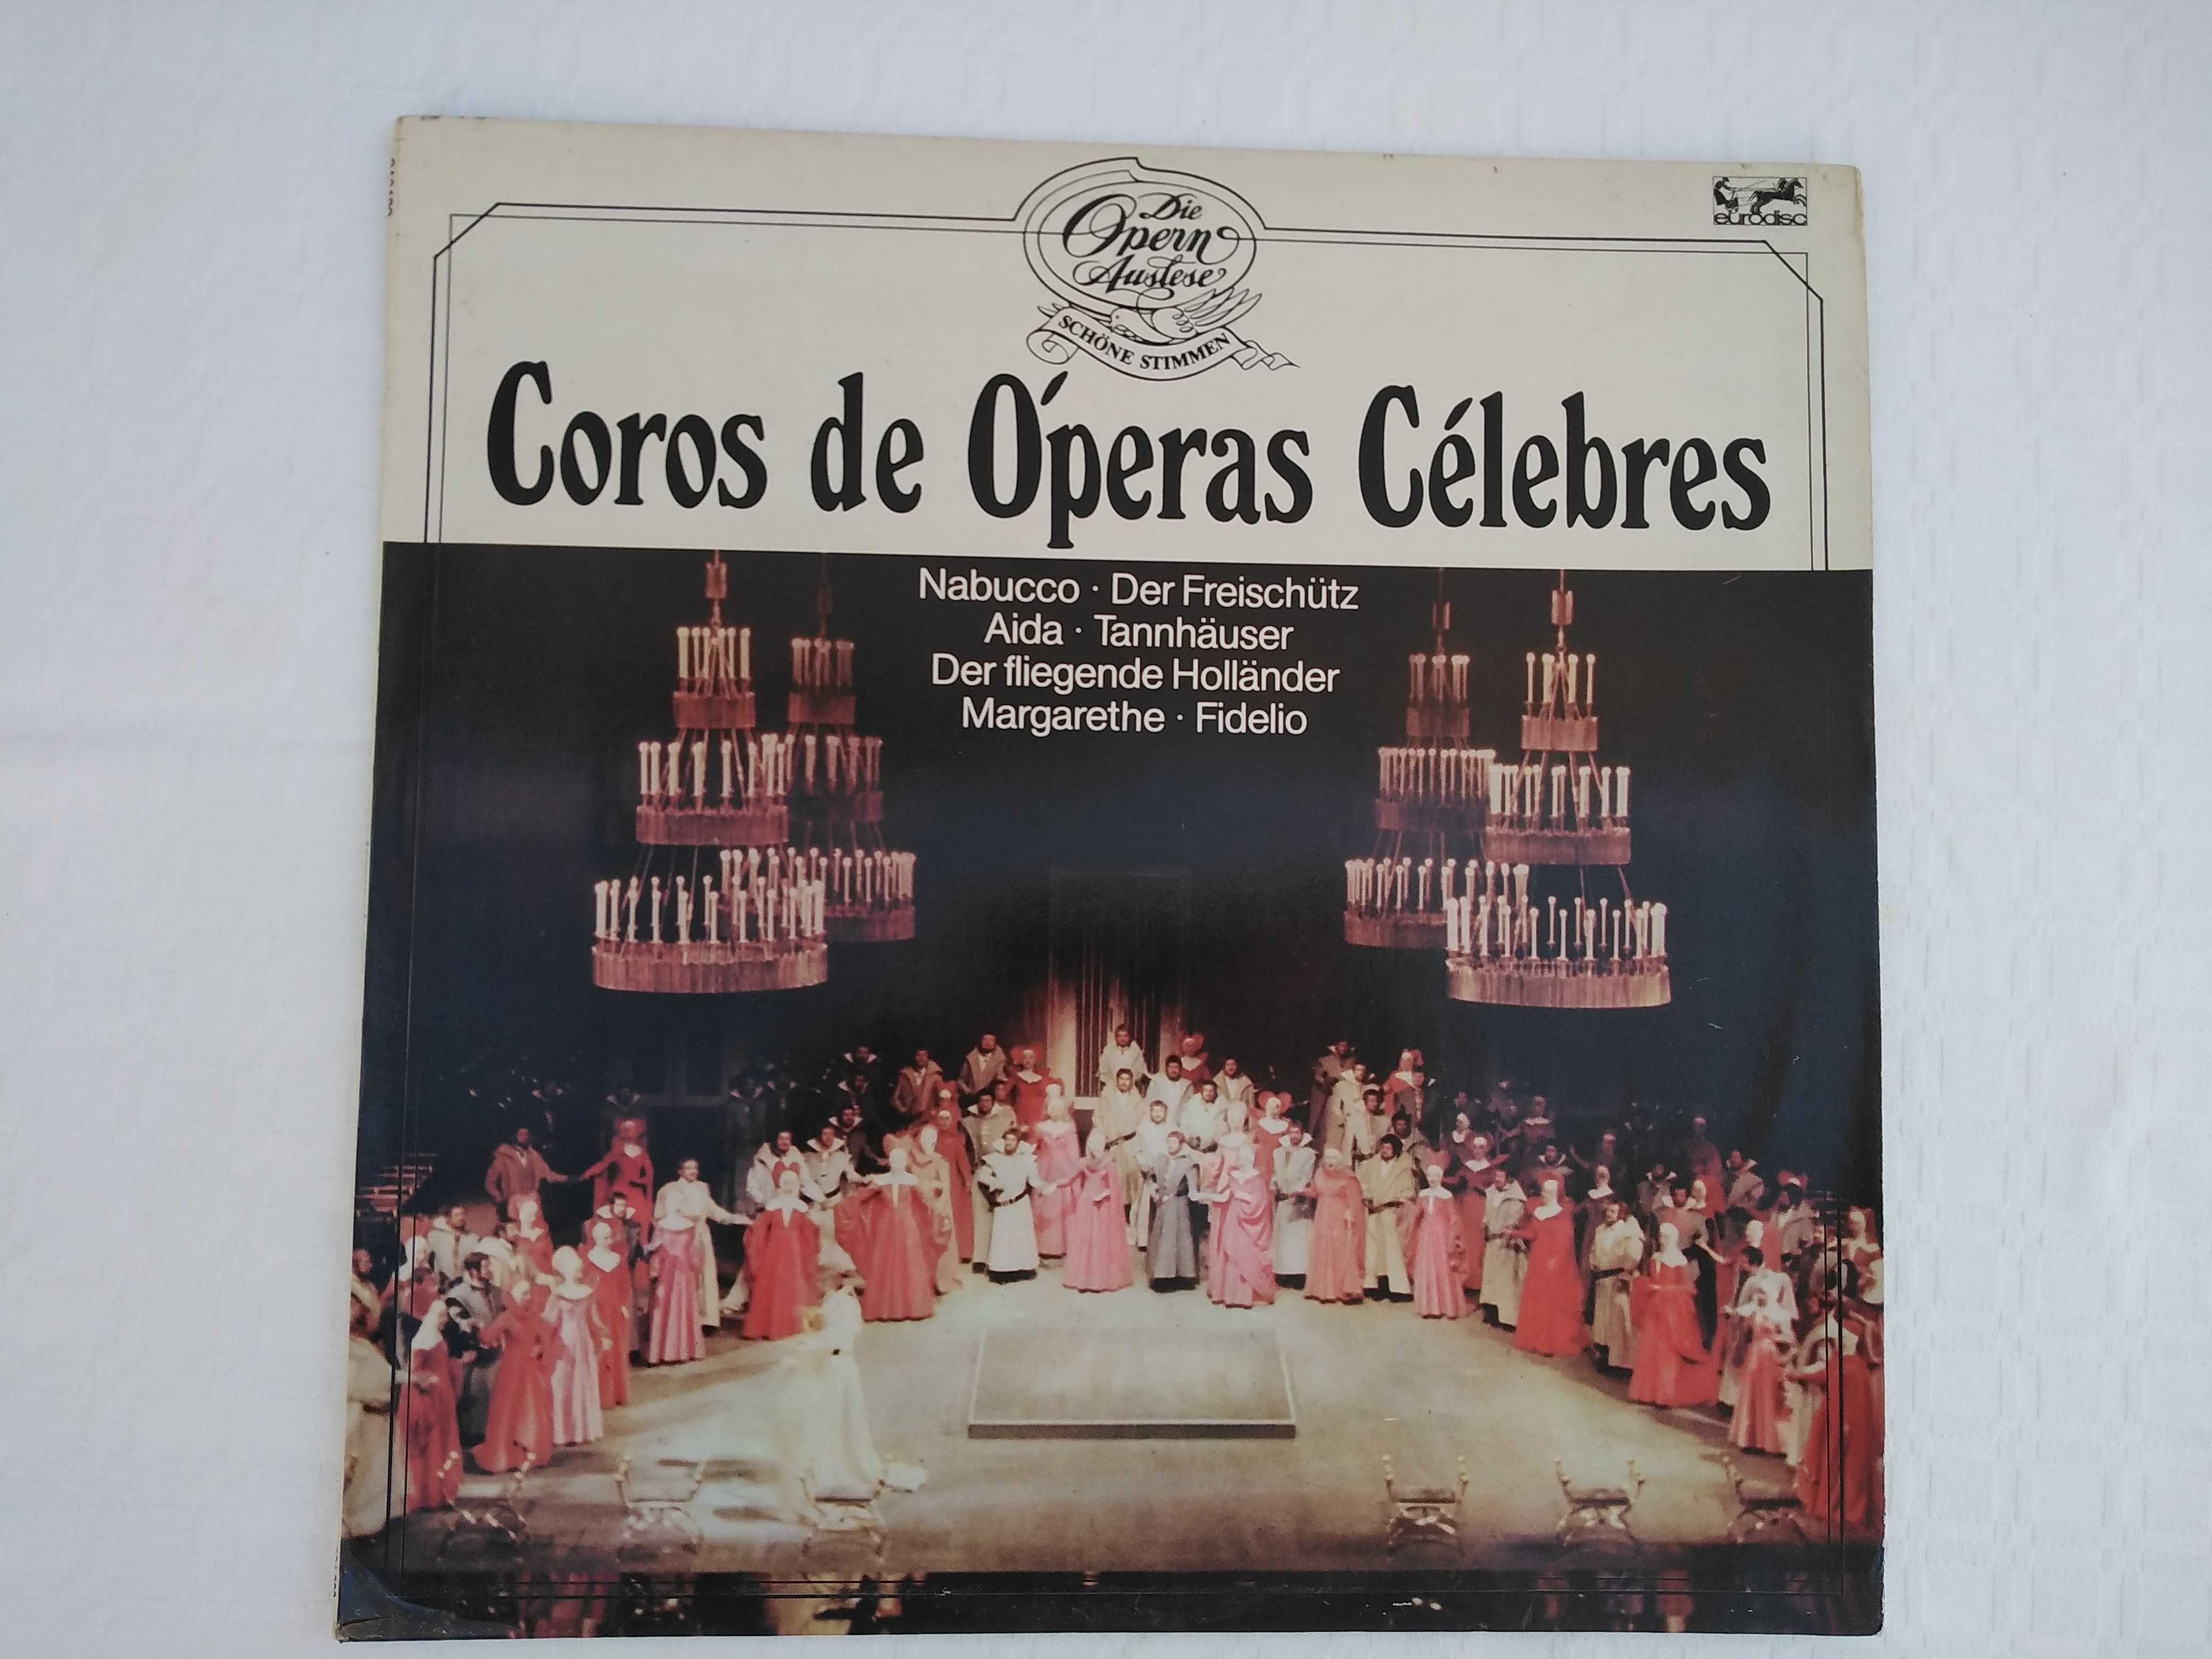 Die
Opern
Auslese
SCHÖNE STIMMEN
eurodisc
Coros de Óperas Célebres
Nabucco · Der Freischütz
Aida · Tannhäuser
Der fliegende Holländer
Margarethe · Fidelio